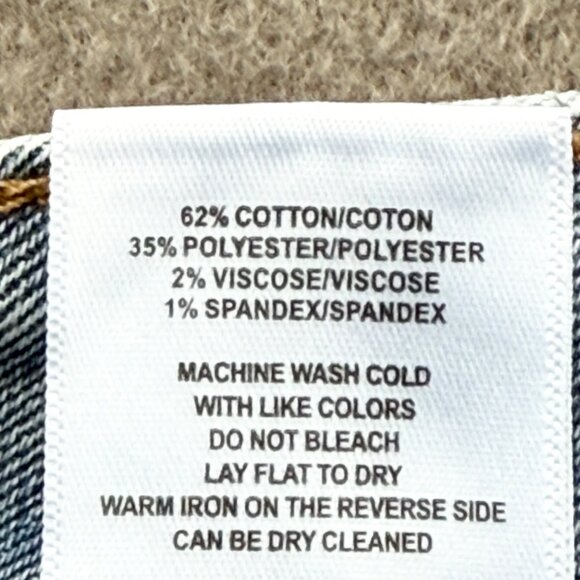 62% COTTON/COTON
35% POLYESTER/POLYESTER
2% VISCOSE/VISCOSE
1% SPANDEX/SPANDEX
MACHINE WASH COLD
WITH LIKE COLORS
DO NOT BLEACH
LAY FLAT TO DRY
WARM IRON ON THE REVERSE SIDE
CAN BE DRY CLEANED